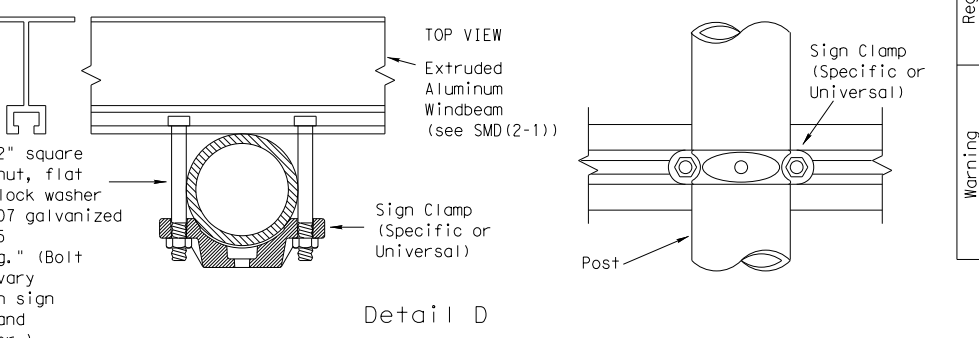 TOP VIEW
Extruded
Aluminum
Windbeam
(see SMD(2-1))
2" square
nut, flat
lock washer
07 galvanized
g." (Bolt
vary
n sign
and
Sign Clamp
(Specific or
Universal)
Detail D
Sign Clamp
(Specific or
Universal)
Post
Reg
Warning